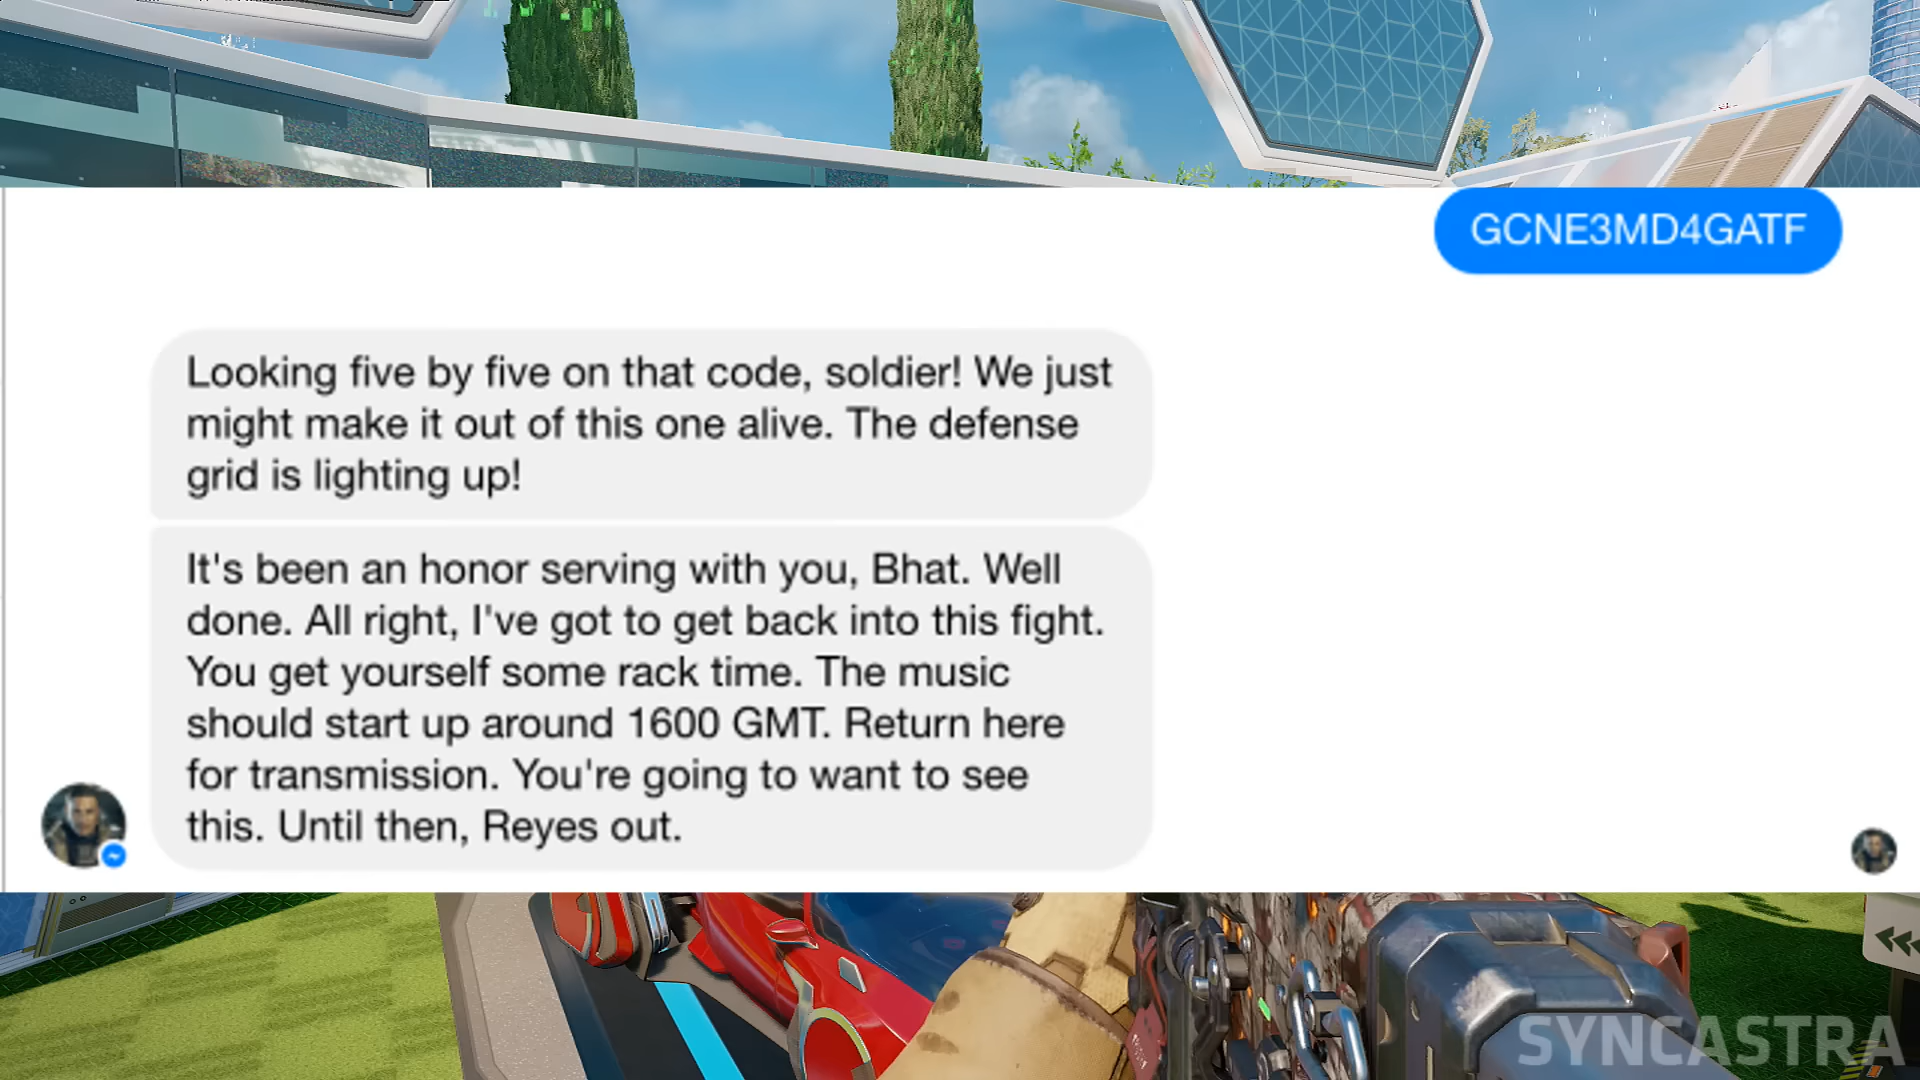 GCNE3MD4GATF
Looking five by five on that code, soldier! We just
might make it out of this one alive. The defense
grid is lighting up!
It's been an honor serving with you, Bhat. Well
done. All right, I've got to get back into this fight.
You get yourself some rack time. The music
should start up around 1600 GMT. Return here
for transmission. You're going to want to see
this. Until then, Reyes out.
SYNCASTRA